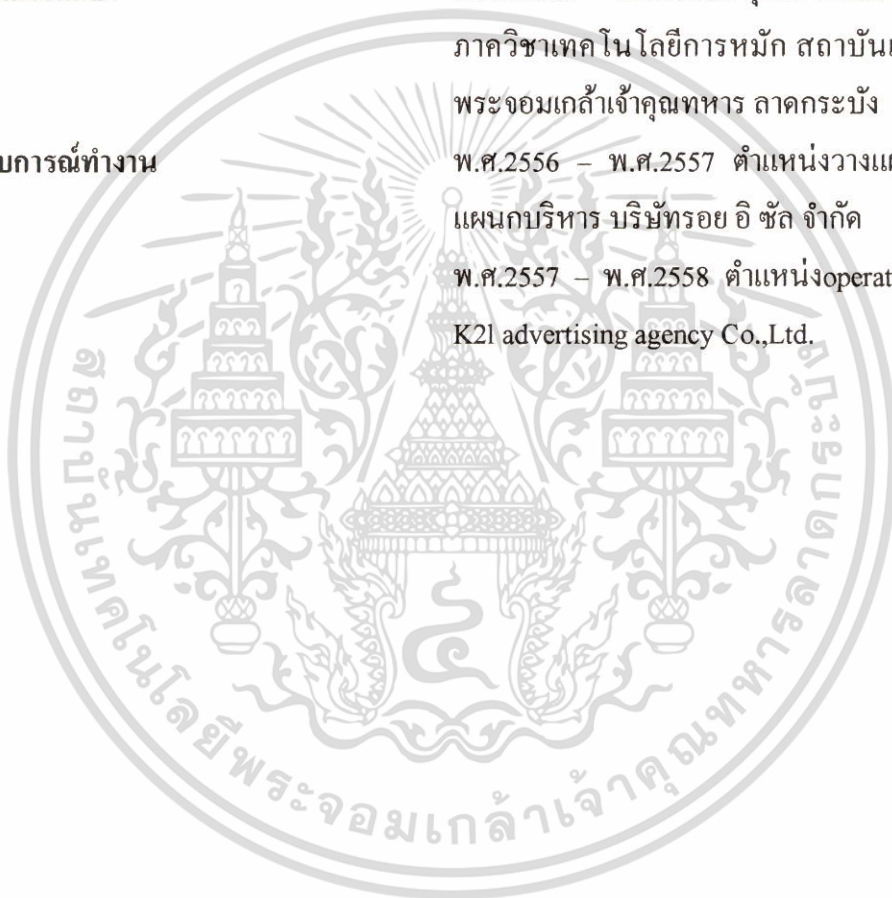 ภาควิชาเทคโนโลยีการหมัก สถาบัน
พระจอมเกล้าเจ้าคุณทหาร ลาดกระบัง
บการณ์ทำงาน
พ.ศ.2556 – พ.ศ.2557 ตำแหน่งวางแผ
แผนกบริหาร บริษัทรอย อิ ซัล จำกัด
พ.ศ.2557 – พ.ศ.2558 ตำแหน่งoperat
K2l advertising agency Co.,Ltd.
สถาบันเทคโนโลยีพระจอมเกล้าเจ้าคุณทหารลาดกระบัง